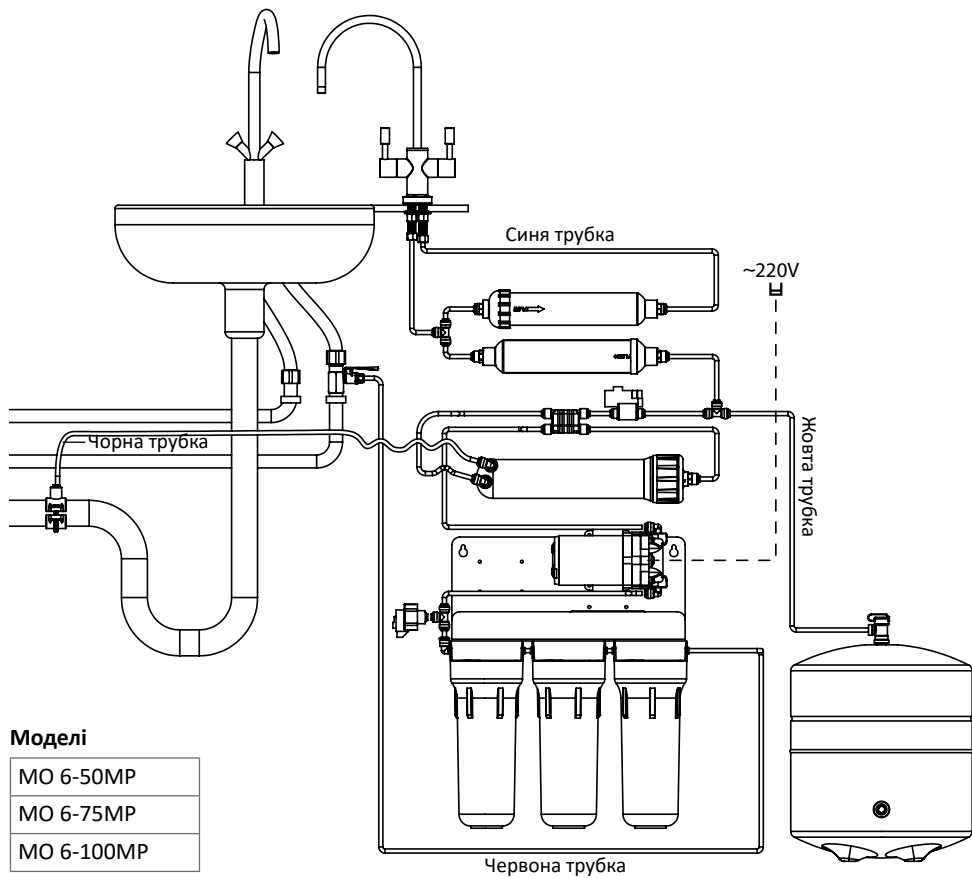 Синя трубка
~220V
Чорна трубка
Жовта трубка
Моделі
МО 6-50МР
МО 6-75МР
МО 6-100МР
Червона трубка